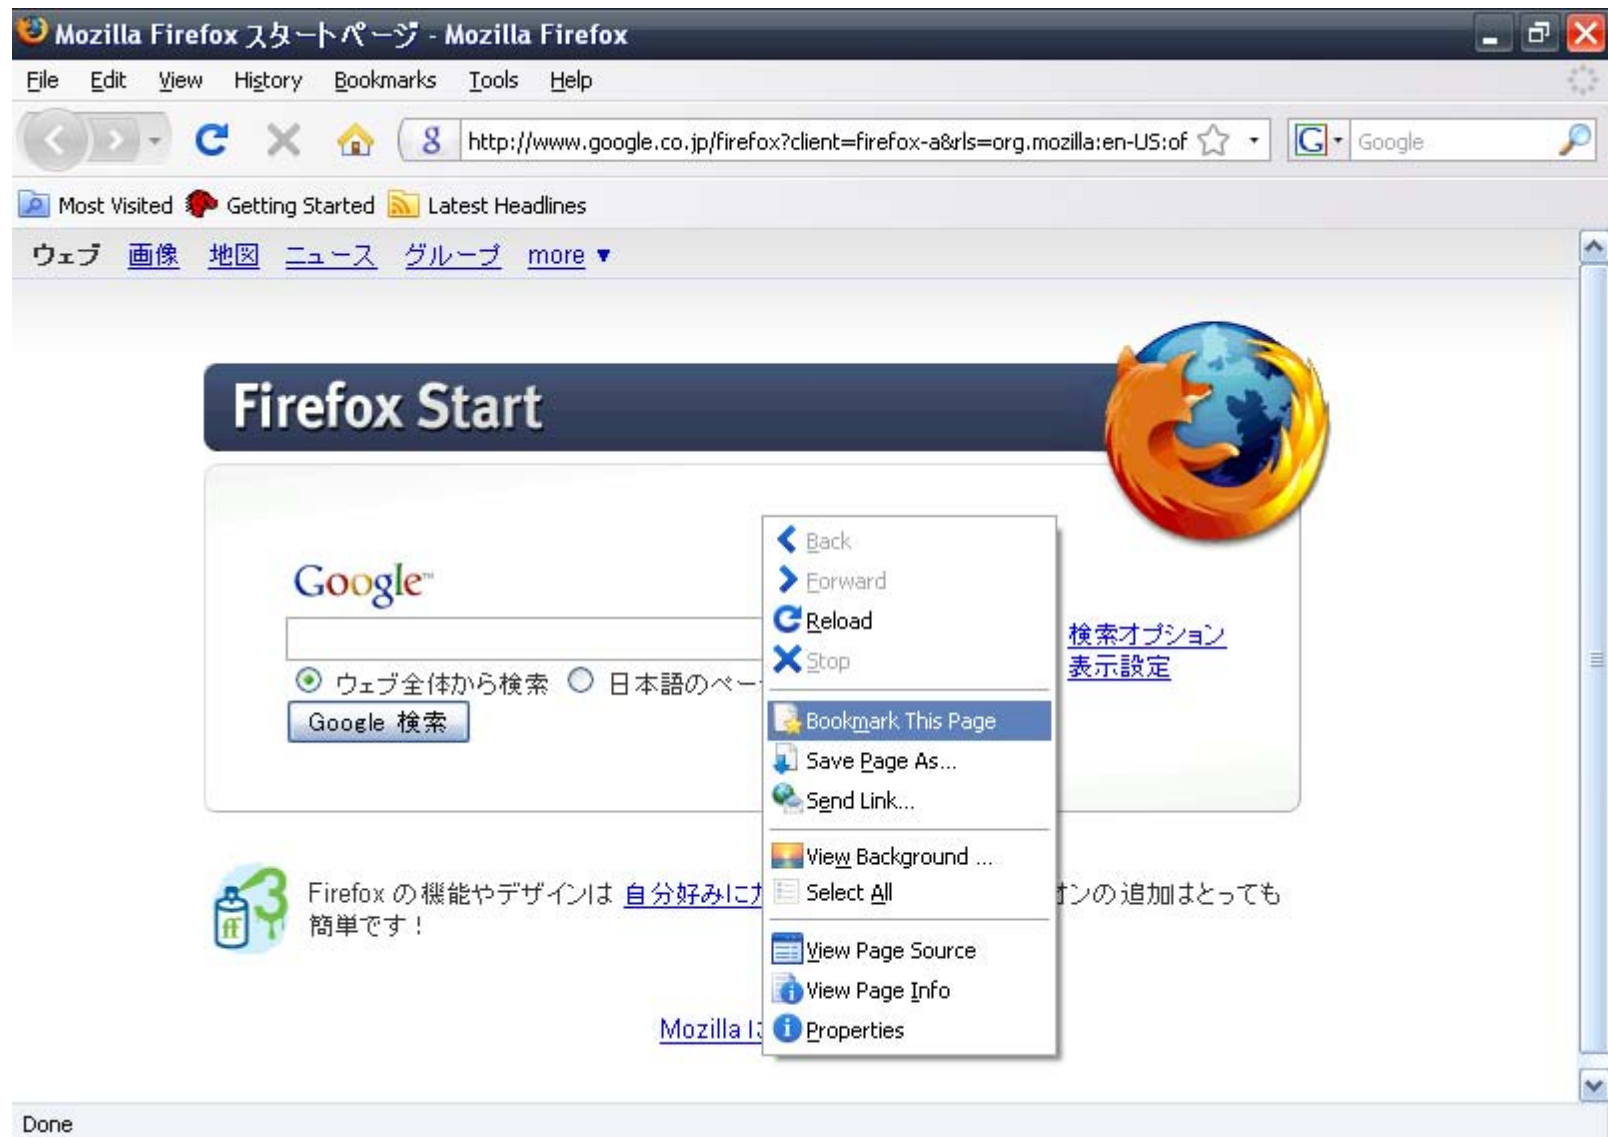 Mozilla Firefox スタートページ - Mozilla Firefox
File Edit View History Bookmarks Tools Help
http://www.google.co.jp/firefox?client=firefox-a&rls=org.mozilla:en-US:of
G Google
Most Visited Getting Started Latest Headlines
ウェブ 画像 地図 ニュース グループ more ▼
Firefox Start
Google™
検索オプション
表示設定
ウェブ全体から検索 日本語のペー
Google 検索
Back
Forward
Reload
Stop
Bookmark This Page
Save Page As...
Send Link...
View Background ...
Select All
View Page Source
View Page Info
Properties
3 ff
Firefox の機能やデザインは 自分好みに オンの追加はとっても
簡単です！
Mozilla に
Done